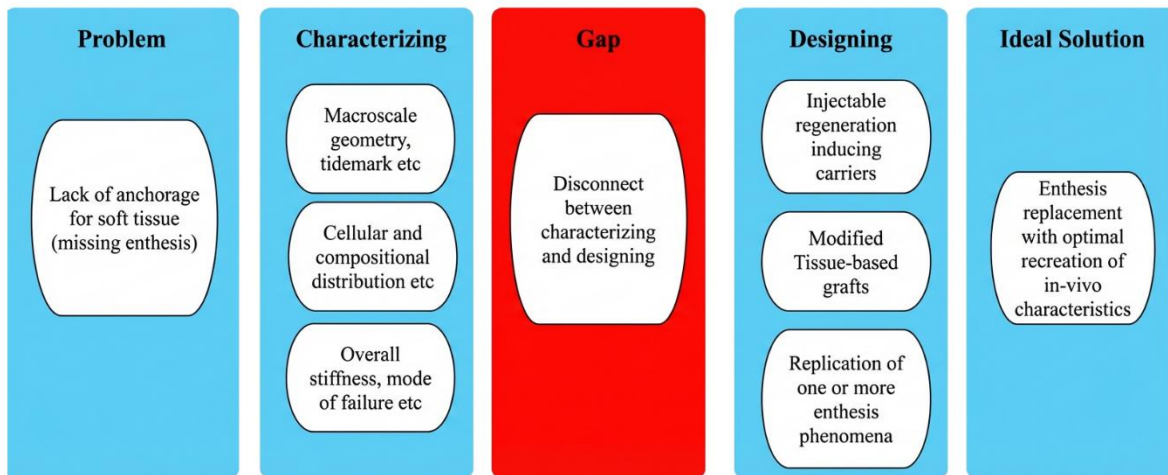 Problem
Lack of anchorage
for soft tissue
(missing enthesis)
Characterizing
Macroscale
geometry,
tidemark etc
Cellular and
compositional
distribution etc
Overall
stiffness, mode
of failure etc
Gap
Disconnect
between
characterizing
and designing
Designing
Injectable
regeneration
inducing
carriers
Modified
Tissue-based
grafts
Replication of
one or more
enthesis
phenomena
Ideal Solution
Enthesis
replacement
with optimal
recreation of
in-vivo
characteristics